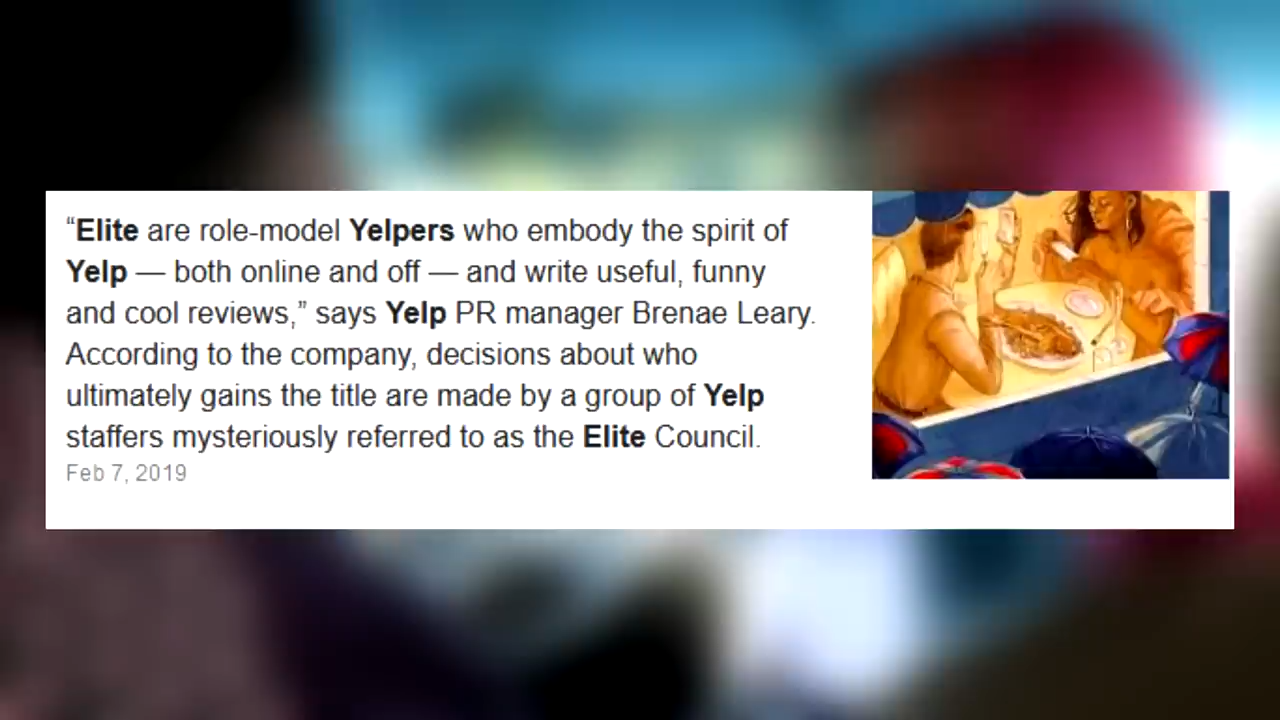 “Elite are role-model Yelpers who embody the spirit of
Yelp — both online and off — and write useful, funny
and cool reviews,” says Yelp PR manager Brenae Leary.
According to the company, decisions about who
ultimately gains the title are made by a group of Yelp
staffers mysteriously referred to as the Elite Council.
Feb 7, 2019